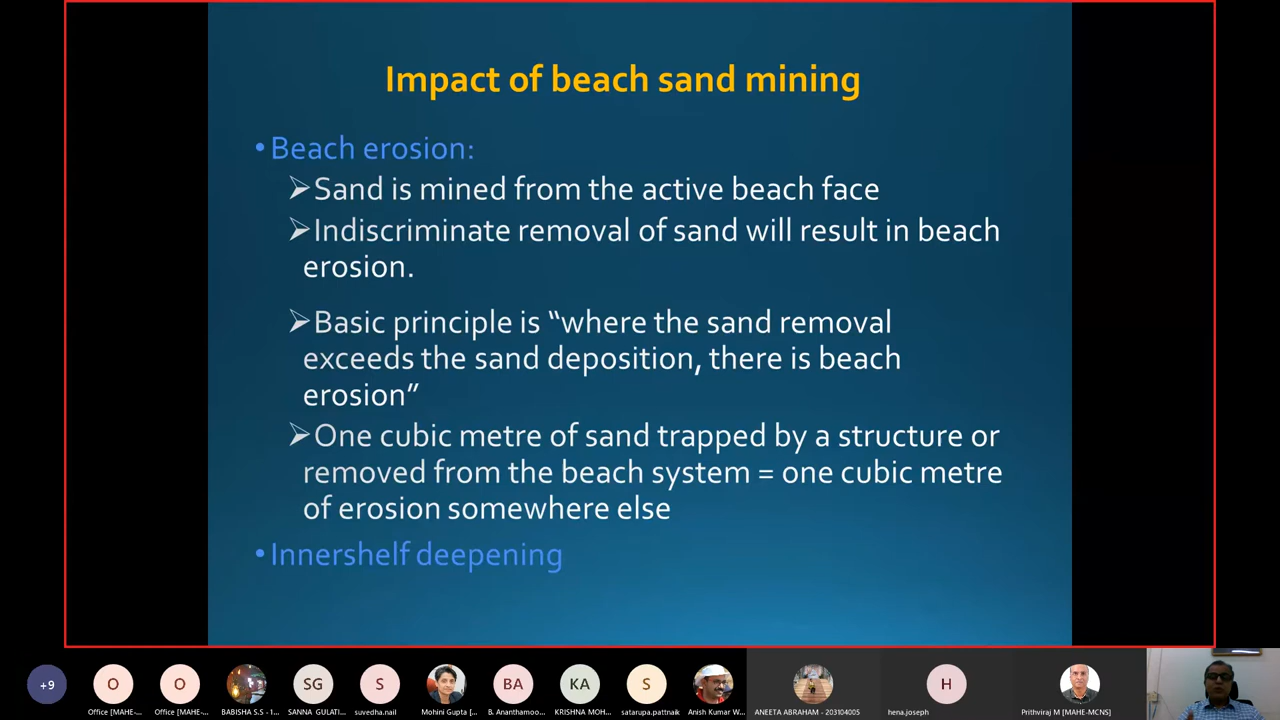 Impact of beach sand mining
• Beach erosion:
➢Sand is mined from the active beach face
➢Indiscriminate removal of sand will result in beach
erosion.
➢Basic principle is “where the sand removal
exceeds the sand deposition, there is beach
erosion”
➢One cubic metre of sand trapped by a structure or
removed from the beach system = one cubic metre
of erosion somewhere else
• Innershelf deepening
+9
O
O
SG
S
BA
KA
S
H
Office [MAHE-...
Office [MAHE-...
BABISHA S.S - 1...
SANNA GULATI...
suvedha.nail
Mohini Gupta [...
B. Ananthamoo...
KRISHNA MOH...
satarupa.pattnaik
Anish Kumar W...
ANEETA ABRAHAM - 203104005
hena.joseph
Prithviraj M [MAHE-MCNS]